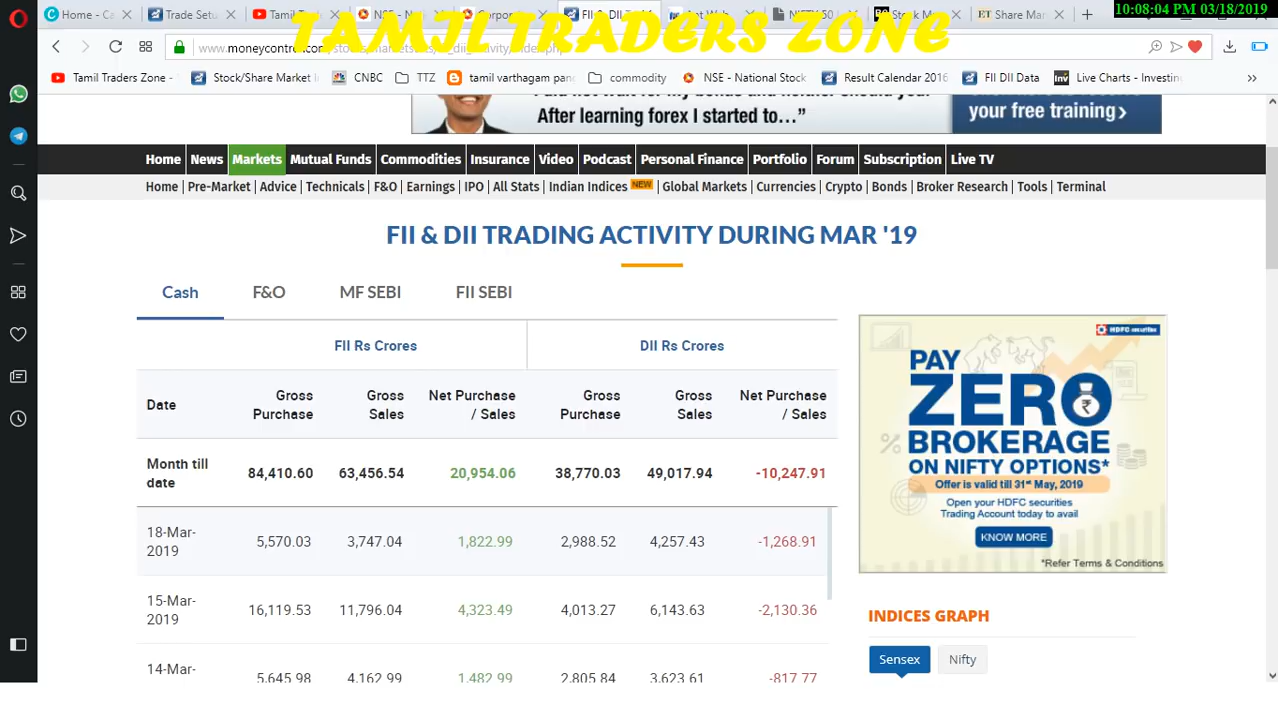 Home - Ca
Trade Setu
Tamil T
NSE - N
Corpor
FII & DII T
NIFTY 50
Stock M
Share Mar
10:08:04 PM 03/18/2019
TAMJL TRADERS ZONE
Tamil Traders Zone -
Stock/Share Market I
CNBC
TTZ
tamil varthagam pan
commodity
NSE - National Stock
Result Calendar 2016
FII DII Data
Live Charts - Investin
»
After learning forex I started to...”
your free training ›
Home News Markets Mutual Funds Commodities Insurance Video Podcast Personal Finance Portfolio Forum Subscription Live TV
Home | Pre-Market | Advice | Technicals | F&O | Earnings | IPO | All Stats | Indian Indices NEW | Global Markets | Currencies | Crypto | Bonds | Broker Research | Tools | Terminal
FII & DII TRADING ACTIVITY DURING MAR '19
Cash F&O MF SEBI FII SEBI
FII Rs Crores DII Rs Crores
Date Gross Purchase Gross Sales Net Purchase / Sales Gross Purchase Gross Sales Net Purchase / Sales
Month till date 84,410.60 63,456.54 20,954.06 38,770.03 49,017.94 -10,247.91
18-Mar-2019 5,570.03 3,747.04 1,822.99 2,988.52 4,257.43 -1,268.91
15-Mar-2019 16,119.53 11,796.04 4,323.49 4,013.27 6,143.63 -2,130.36
14-Mar- 5,645.98 4,162.99 1,482.99 2,805.84 3,623.61 -817.77
HDFC securities
PAY
ZERO
BROKERAGE
ON NIFTY OPTIONS*
Offer is valid till 31st May, 2019
Open your HDFC securities
Trading Account today to avail
KNOW MORE
*Refer Terms & Conditions
INDICES GRAPH
Sensex Nifty